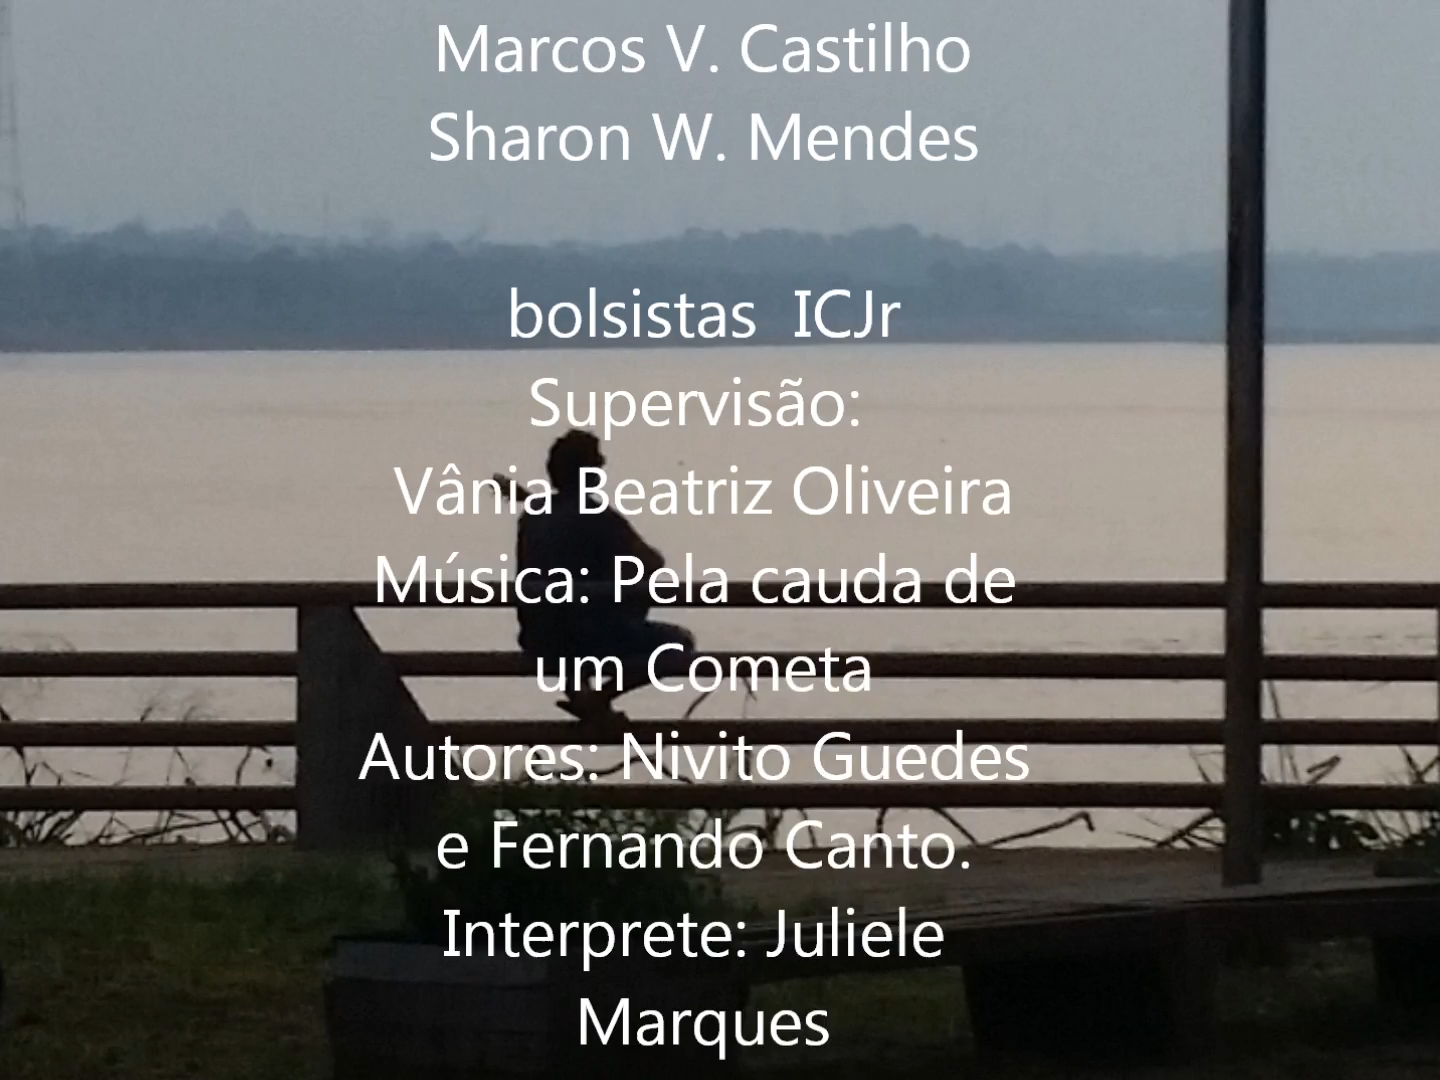 Marcos V. Castilho
Sharon W. Mendes
bolsistas  ICJr
Supervisão:
Vânia Beatriz Oliveira
Música: Pela cauda de
um Cometa
Autores: Nivito Guedes
e Fernando Canto.
Interprete: Juliele
Marques